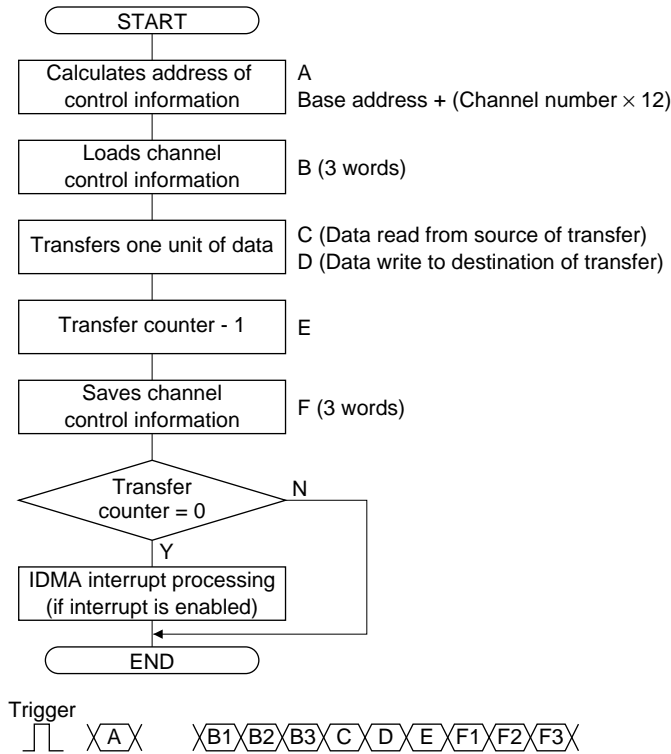 START
Calculates address of
control information
A
Base address + (Channel number × 12)
Loads channel
control information
B (3 words)
Transfers one unit of data
C (Data read from source of transfer)
D (Data write to destination of transfer)
Transfer counter - 1
E
Saves channel
control information
F (3 words)
Transfer
counter = 0
N
Y
IDMA interrupt processing
(if interrupt is enabled)
END
Trigger
A B1 B2 B3 C D E F1 F2 F3